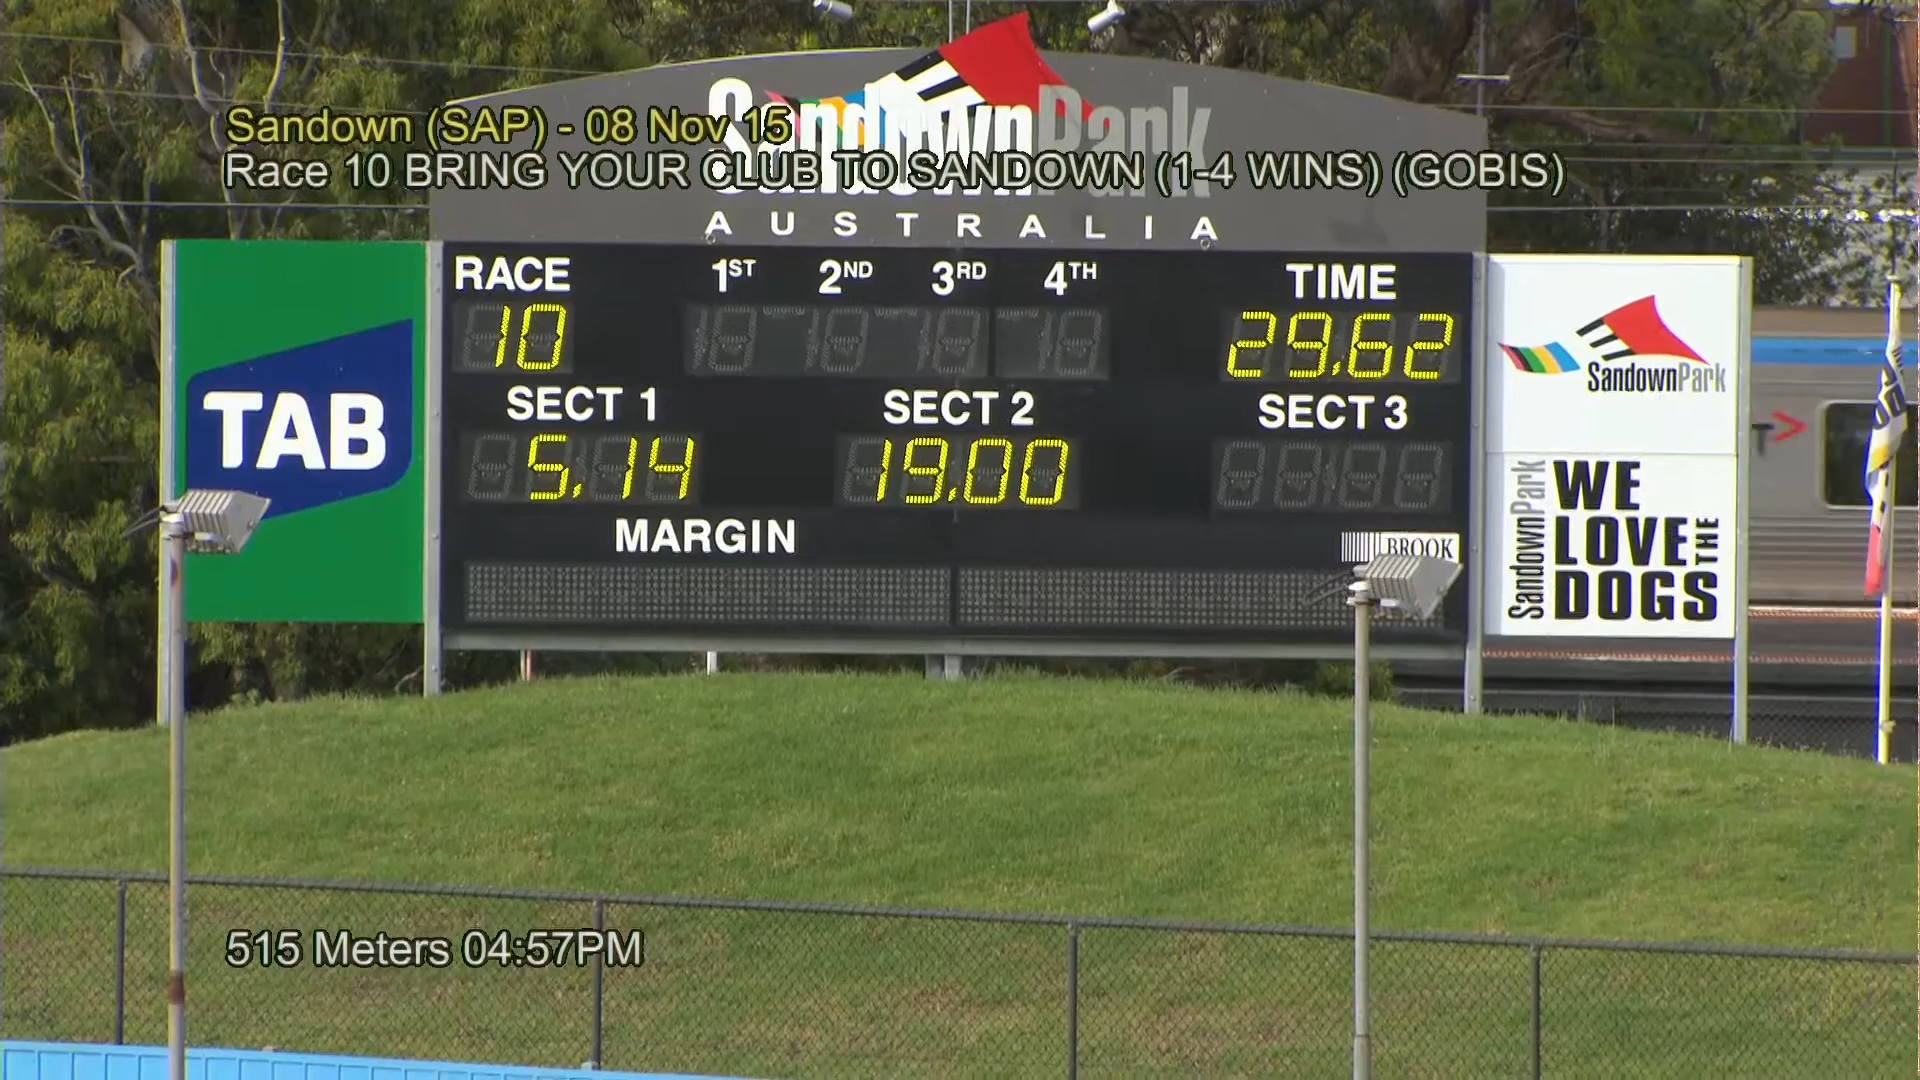 SandownPark
Sandown (SAP) - 08 Nov 15
Race 10 BRING YOUR CLUB TO SANDOWN (1-4 WINS) (GOBIS)
AUSTRALIA
RACE 1ST 2ND 3RD 4TH TIME
10 29.62
SECT 1 SECT 2 SECT 3
5.14 19.00
MARGIN
BROOK
TAB
SandownPark
SandownPark
WE
LOVE THE
DOGS
515 Meters 04:57PM